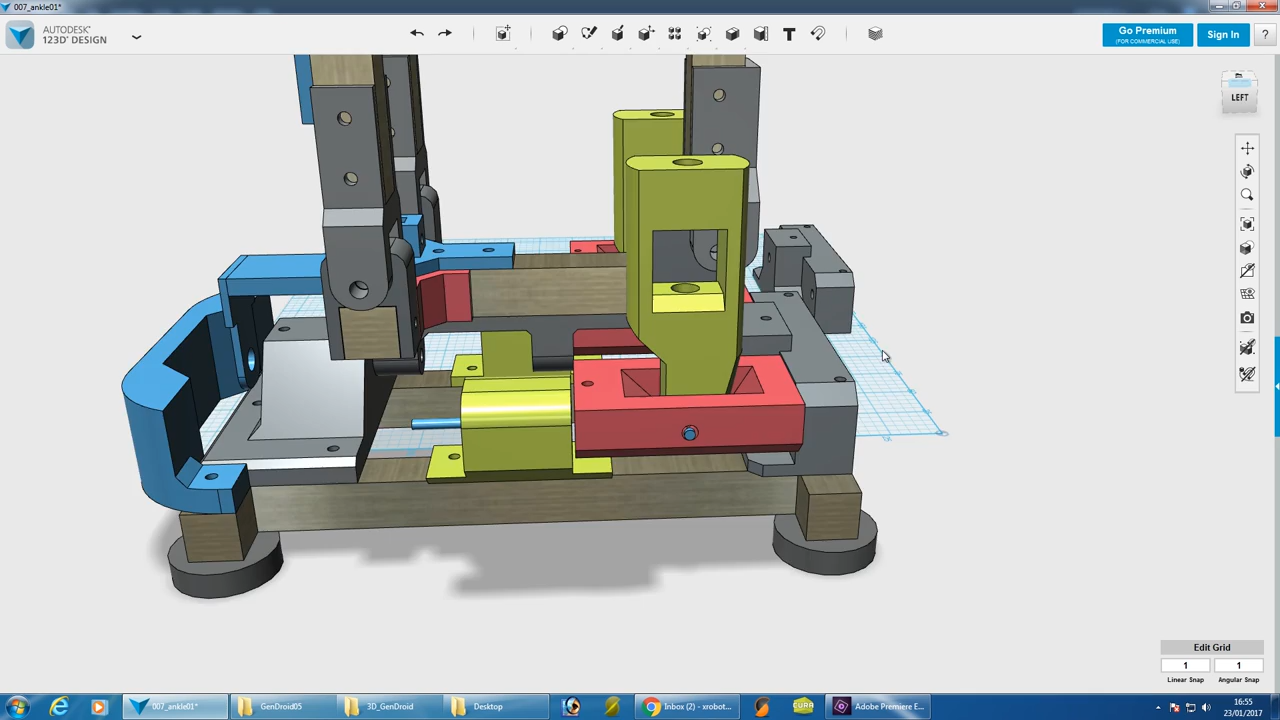 007_ankle01*
AUTODESK®
123D® DESIGN
Go Premium
(FOR COMMERCIAL USE)
Sign In
?
LEFT
Edit Grid
1
1
Linear Snap
Angular Snap
007_ankle01*
GenDroid05
3D_GenDroid
Desktop
CURA
Inbox (2) - xrobot...
Adobe Premiere E...
16:55
23/01/2017